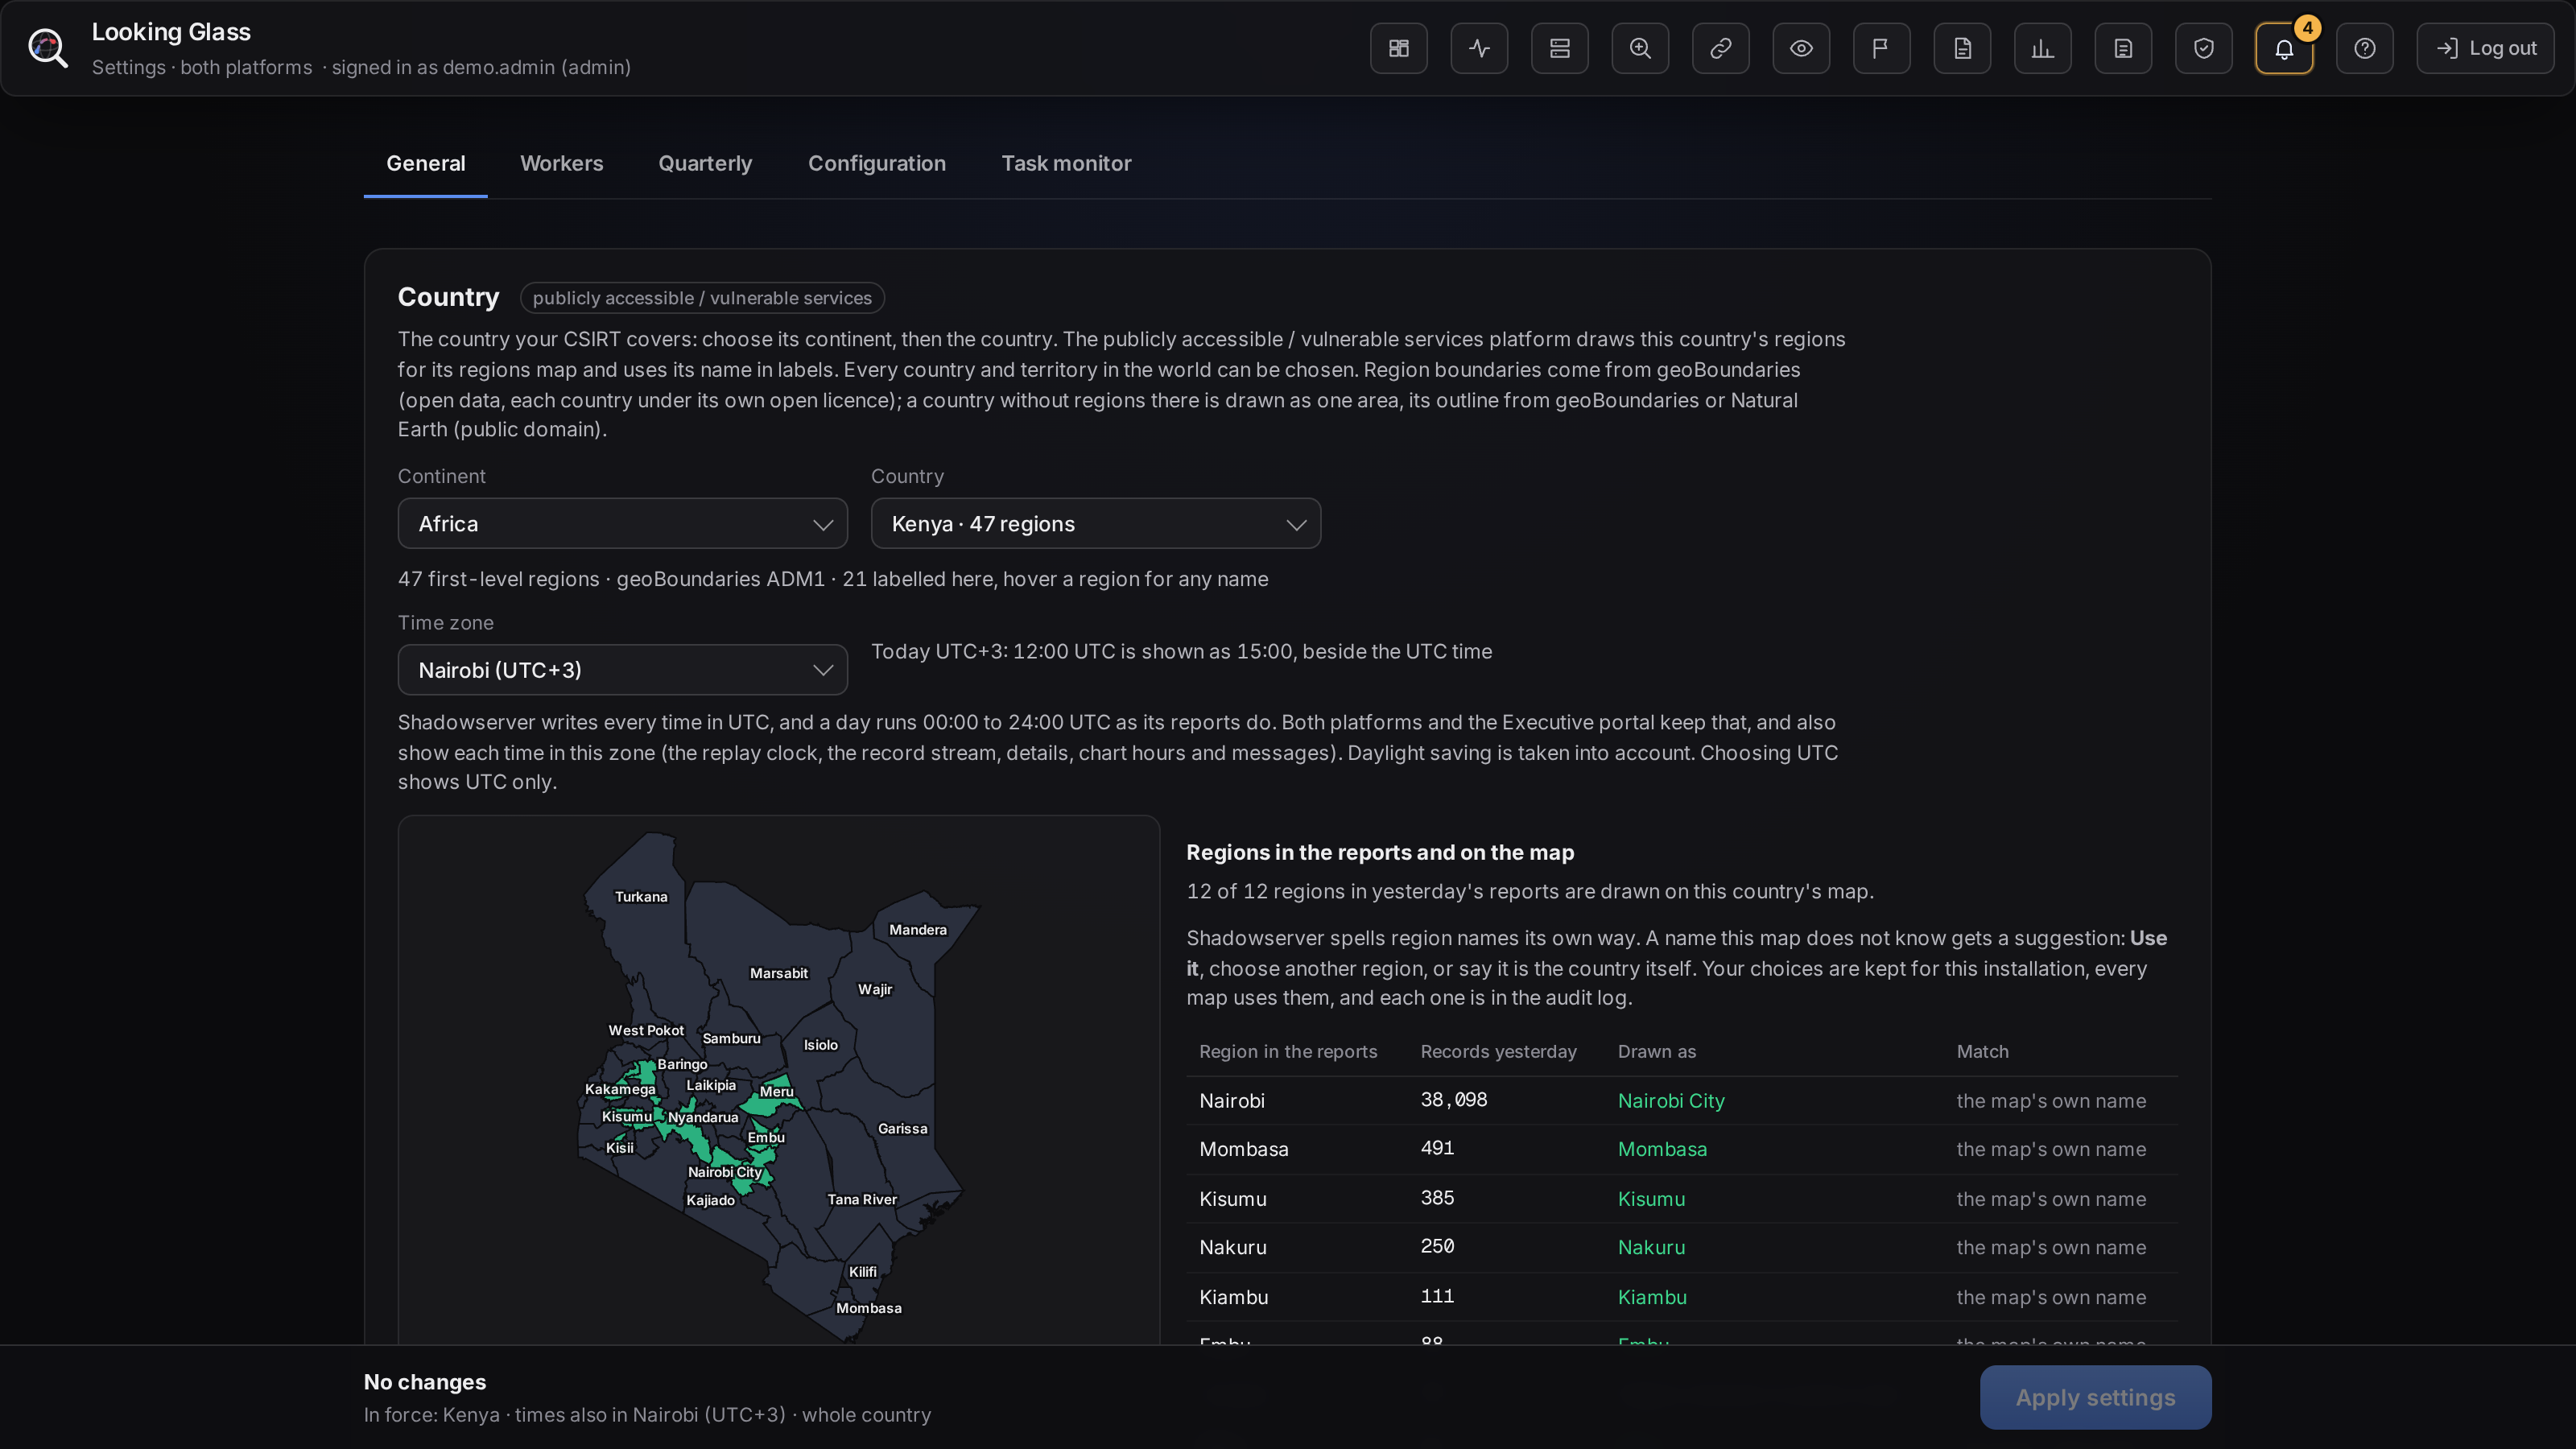 Looking Glass
Settings · both platforms · signed in as demo.admin (admin)
4
Log out
General
Workers
Quarterly
Configuration
Task monitor
Country
publicly accessible / vulnerable services
The country your CSIRT covers: choose its continent, then the country. The publicly accessible / vulnerable services platform draws this country's regions
for its regions map and uses its name in labels. Every country and territory in the world can be chosen. Region boundaries come from geoBoundaries
(open data, each country under its own open licence); a country without regions there is drawn as one area, its outline from geoBoundaries or Natural
Earth (public domain).
Continent
Country
Africa
Kenya · 47 regions
47 first-level regions · geoBoundaries ADM1 · 21 labelled here, hover a region for any name
Time zone
Nairobi (UTC+3)
Today UTC+3: 12:00 UTC is shown as 15:00, beside the UTC time
Shadowserver writes every time in UTC, and a day runs 00:00 to 24:00 UTC as its reports do. Both platforms and the Executive portal keep that, and also
show each time in this zone (the replay clock, the record stream, details, chart hours and messages). Daylight saving is taken into account. Choosing UTC
shows UTC only.
Turkana
Mandera
Marsabit
Wajir
West Pokot
Samburu
Isiolo
Baringo
Kakamega
Laikipia
Meru
Kisumu
Nyandarua
Garissa
Embu
Kisii
Nairobi City
Kajiado
Tana River
Kilifi
Mombasa
Regions in the reports and on the map
12 of 12 regions in yesterday's reports are drawn on this country's map.
Shadowserver spells region names its own way. A name this map does not know gets a suggestion: Use
it, choose another region, or say it is the country itself. Your choices are kept for this installation, every
map uses them, and each one is in the audit log.
Region in the reports Records yesterday Drawn as Match
Nairobi 38,098 Nairobi City the map's own name
Mombasa 491 Mombasa the map's own name
Kisumu 385 Kisumu the map's own name
Nakuru 250 Nakuru the map's own name
Kiambu 111 Kiambu the map's own name
Embu 88 Embu the map's own name
No changes
In force: Kenya · times also in Nairobi (UTC+3) · whole country
Apply settings